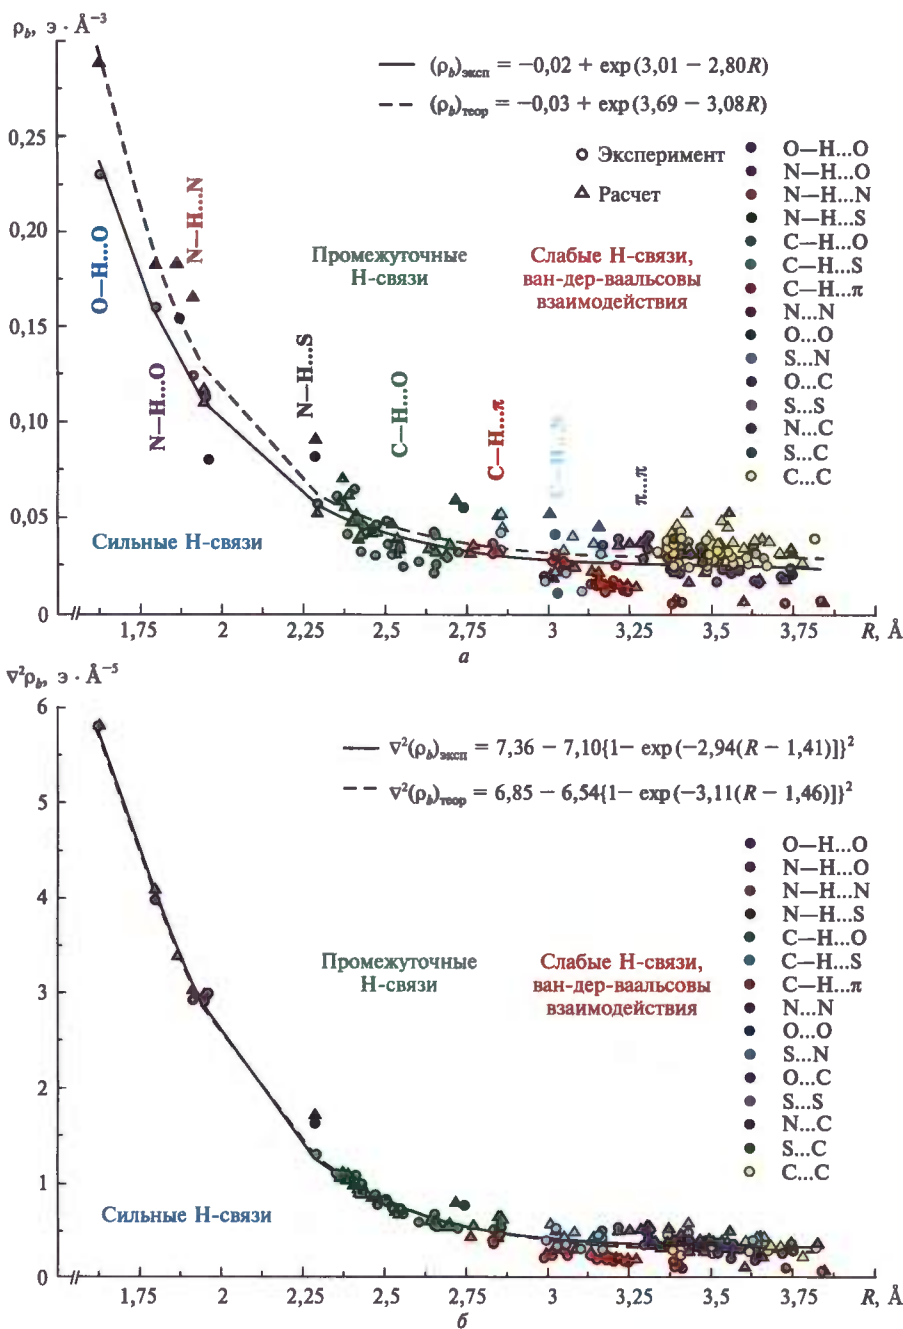 ρ_b, э · Å⁻³
(ρ_b)эксп = −0,02 + exp(3,01 − 2,80R)
(ρ_b)теор = −0,03 + exp(3,69 − 3,08R)
Эксперимент
Расчет
0,25
0,20
0,15
0,10
0,05
0
O—H...O
N—H...O
N—H...N
N—H...S
C—H...O
C—H...π
C—H...S
π...π
Промежуточные
Н-связи
Слабые Н-связи,
ван-дер-ваальсовы
взаимодействия
Сильные Н-связи
O—H...O
N—H...O
N—H...N
N—H...S
C—H...O
C—H...S
C—H...π
N...N
O...O
S...N
O...C
S...S
N...C
S...C
C...C
1,75
2
2,25
2,5
2,75
3
3,25
3,5
3,75
R, Å
а
∇²ρ_b, э · Å⁻⁵
∇²(ρ_b)эксп = 7,36 − 7,10{1− exp(−2,94(R − 1,41)]}²
∇²(ρ_b)теор = 6,85 − 6,54{1− exp(−3,11(R − 1,46)]}²
6
5
4
3
2
1
0
Промежуточные
Н-связи
Слабые Н-связи,
ван-дер-ваальсовы
взаимодействия
Сильные Н-связи
O—H...O
N—H...O
N—H...N
N—H...S
C—H...O
C—H...S
C—H...π
N...N
O...O
S...N
O...C
S...S
N...C
S...C
C...C
1,75
2
2,25
2,5
2,75
3
3,25
3,5
3,75
R, Å
б